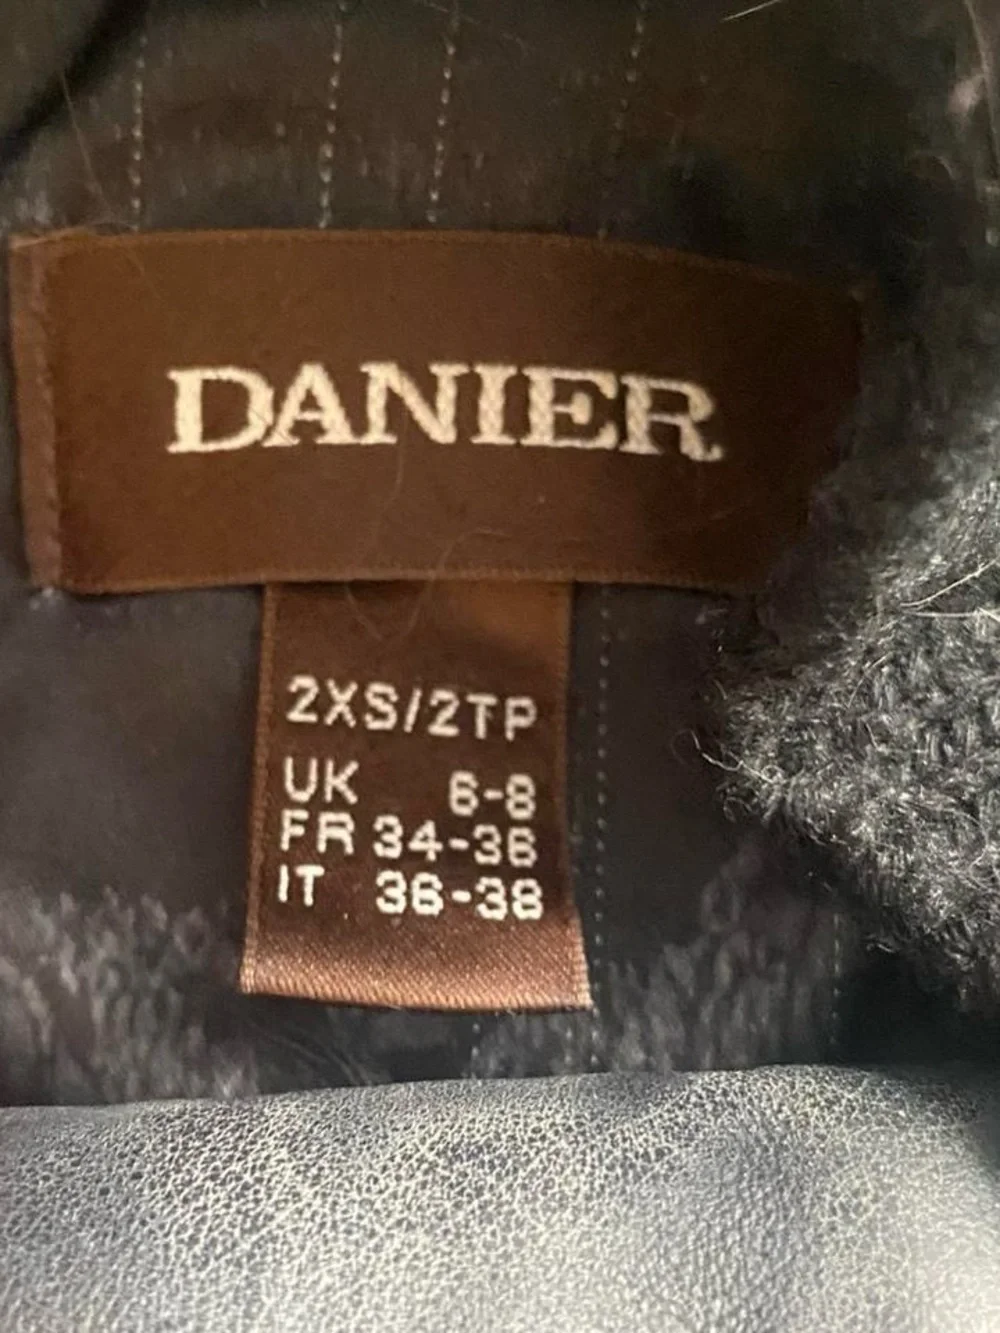 DANIER
2XS/2TP
UK 6-8
FR 34-36
IT 36-38